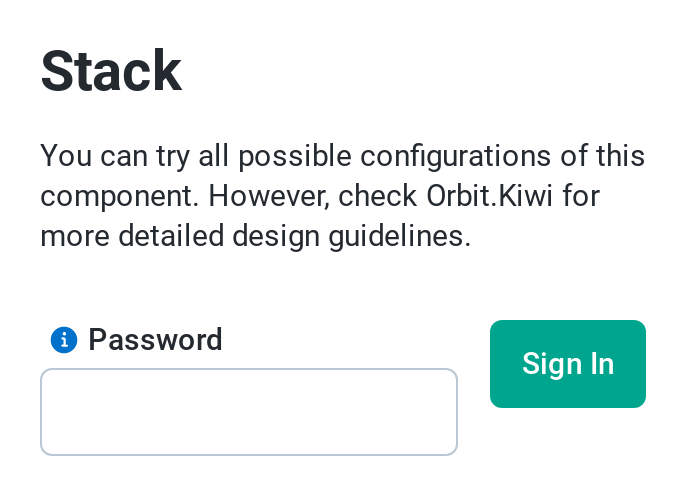 Stack
You can try all possible configurations of this
component. However, check Orbit.Kiwi for
more detailed design guidelines.
Password
Sign In